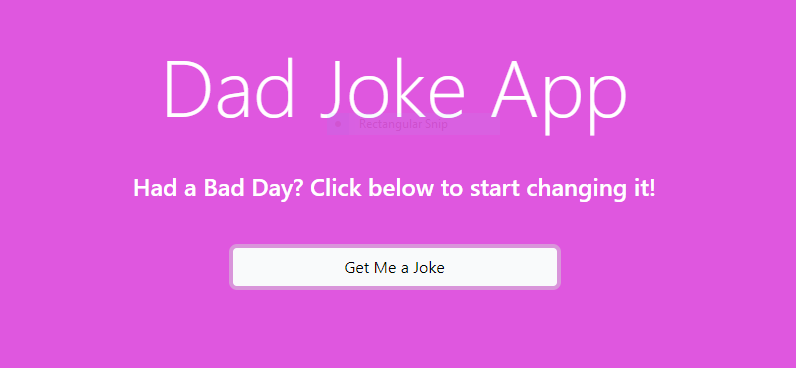 Dad Joke App
Rectangular Snip
Had a Bad Day? Click below to start changing it!
Get Me a Joke